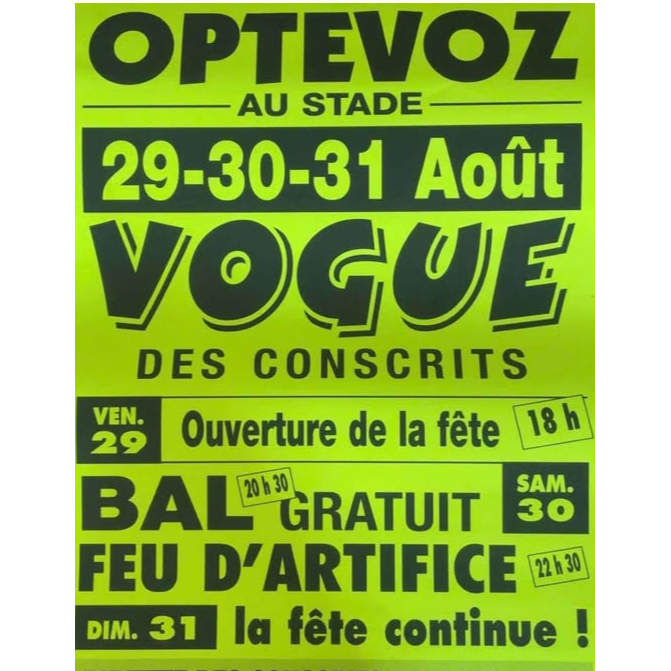 OPTEVOZ
AU STADE
29-30-31 Août
VOGUE
DES CONSCRITS
VEN. 29 Ouverture de la fête 18 h
BAL 20 h 30 GRATUIT SAM. 30
FEU D'ARTIFICE 22 h 30
DIM. 31 la fête continue !